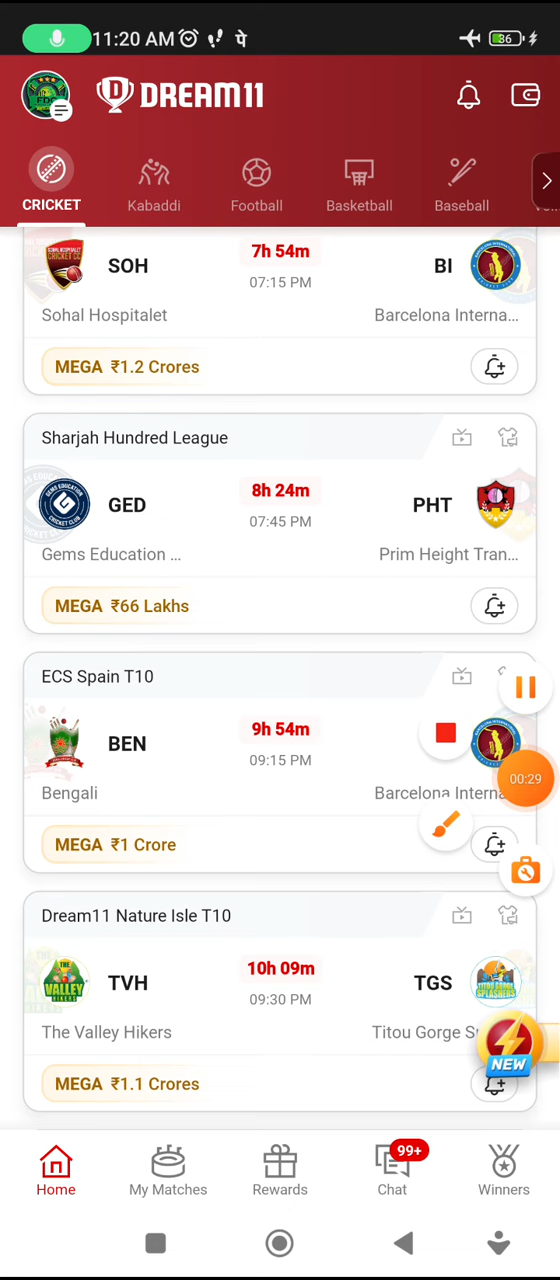 11:20 AM पे 36
DREAM11
CRICKET Kabaddi Football Basketball Baseball
SOH 7h 54m BI
07:15 PM
Sohal Hospitalet Barcelona Interna...
MEGA ₹1.2 Crores
Sharjah Hundred League
GED 8h 24m PHT
07:45 PM
Gems Education ... Prim Height Tran...
MEGA ₹66 Lakhs
ECS Spain T10
BEN 9h 54m
09:15 PM
00:29
Bengali Barcelona Interna
MEGA ₹1 Crore
Dream11 Nature Isle T10
TVH 10h 09m TGS
09:30 PM
The Valley Hikers Titou Gorge S
MEGA ₹1.1 Crores
NEW
99+
Home My Matches Rewards Chat Winners